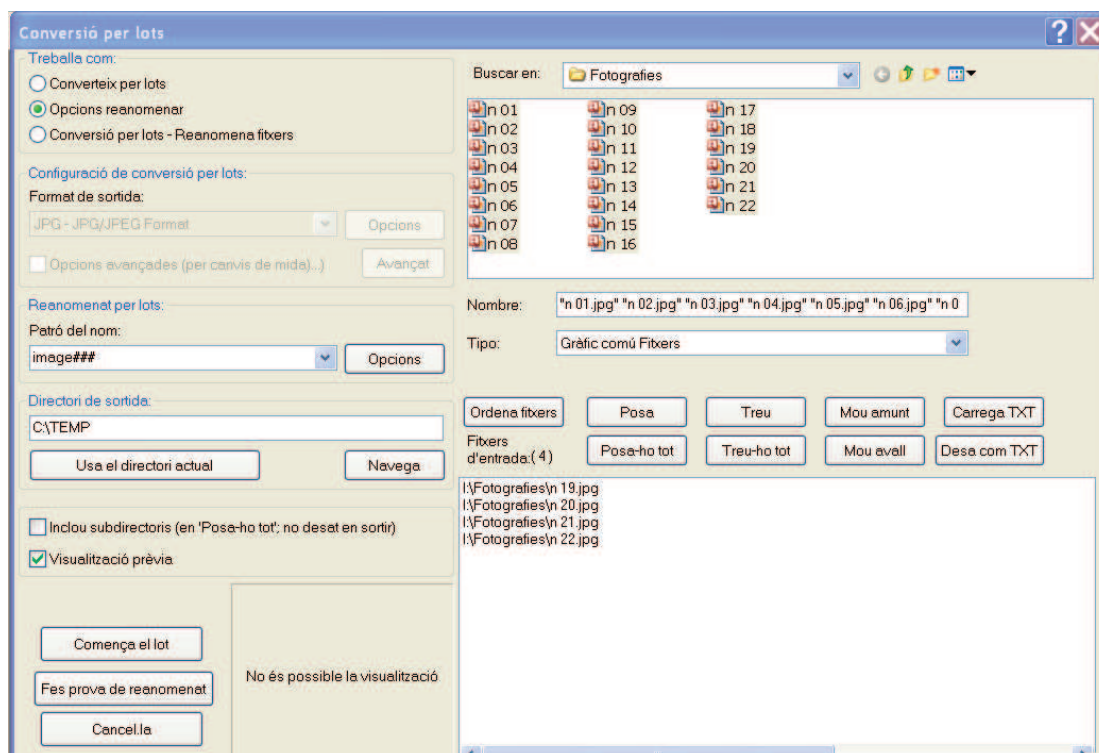 Conversió per lots
Treballa com:
Converteix per lots
Opcions reanomenar
Conversió per lots - Reanomena fitxers
Configuració de conversió per lots:
Format de sortida:
JPG - JPG/JPEG Format
Opcions
Opcions avançades (per canvis de mida)...)
Avançat
Reanomenat per lots:
Patró del nom:
image###
Opcions
Directori de sortida:
C:\TEMP
Usa el directori actual
Navega
Inclou subdirectoris (en 'Posa-ho tot'; no desat en sortir)
Visualització prèvia
Comença el lot
Fes prova de reanomenat
Cancel.la
No és possible la visualització
Buscar en:
Fotografies
n 01
n 02
n 03
n 04
n 05
n 06
n 07
n 08
n 09
n 10
n 11
n 12
n 13
n 14
n 15
n 16
n 17
n 18
n 19
n 20
n 21
n 22
Nombre:
"n 01.jpg" "n 02.jpg" "n 03.jpg" "n 04.jpg" "n 05.jpg" "n 06.jpg" "n 0
Tipo:
Gràfic comú Fitxers
Ordena fitxers
Posa
Treu
Mou amunt
Carrega TXT
Fitxers
d'entrada:(4)
Posa-ho tot
Treu-ho tot
Mou avall
Desa com TXT
I:\Fotografies\n 19.jpg
I:\Fotografies\n 20.jpg
I:\Fotografies\n 21.jpg
I:\Fotografies\n 22.jpg